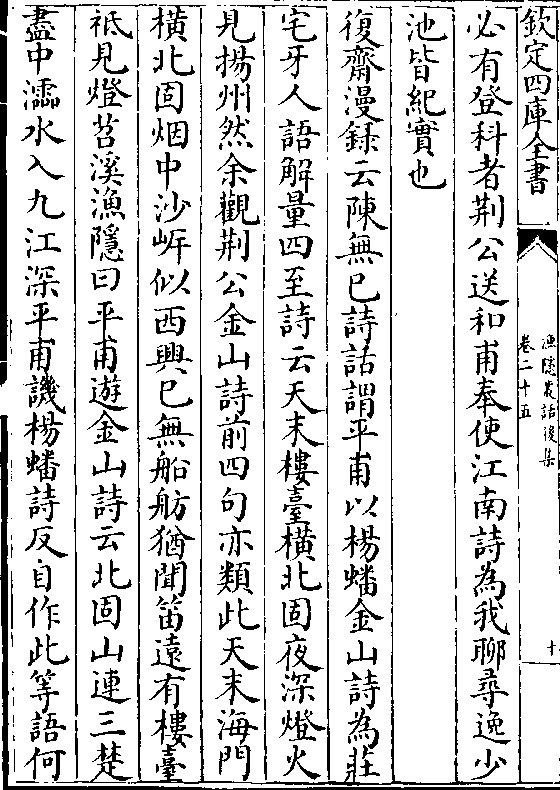 欽定四庫全書
漁隱叢話後集
卷二十五
十
必有登科者荆公送和甫奉使江南詩為我聊尋逸少
池皆紀實也
復齋漫録云陳無已詩話謂平甫以楊蟠金山詩為莊
宅牙人語解量四至詩云天末樓臺横北固夜深燈火
見揚州然余觀荆公金山詩前四句亦類此天末海門
横北固烟中沙岸似西興已無船舫猶聞笛遠有樓臺
祗見燈苕溪漁隱曰平甫遊金山詩云北固山連三楚
盡中濡水入九江深平甫譏楊蟠詩反自作此等語何